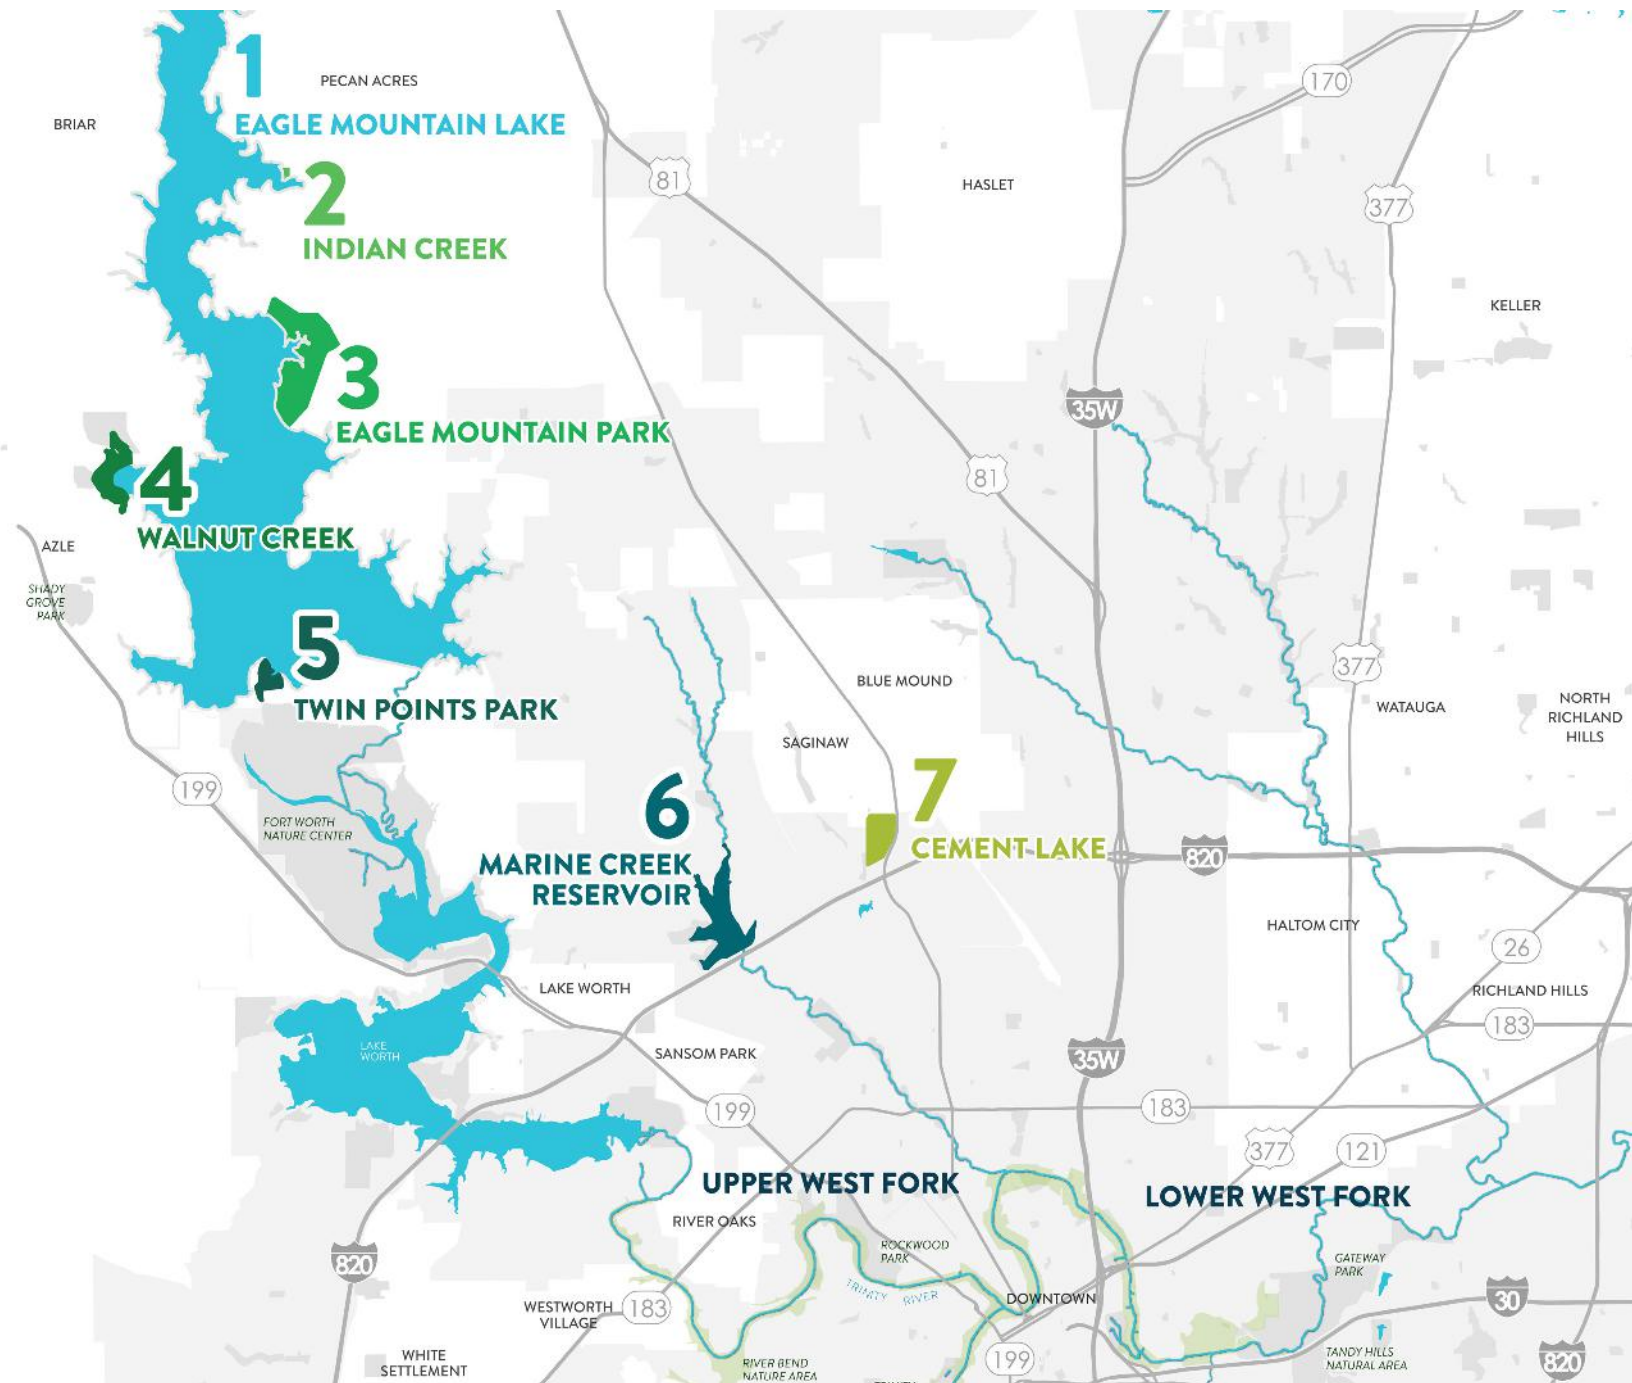 1
PECAN ACRES
170
BRIAR
EAGLE MOUNTAIN LAKE
81
HASLET
2
377
INDIAN CREEK
KELLER
3
35W
EAGLE MOUNTAIN PARK
4
81
WALNUT CREEK
AZLE
SHADY
GROVE
PARK
5
377
BLUE MOUND
TWIN POINTS PARK
WATAUGA
NORTH
RICHLAND
HILLS
SAGINAW
199
6
7
FORT WORTH
NATURE CENTER
CEMENT LAKE
820
MARINE CREEK
RESERVOIR
HALTOM CITY
26
LAKE WORTH
RICHLAND HILLS
183
LAKE
WORTH
SANSOM PARK
35W
199
183
377
121
UPPER WEST FORK
LOWER WEST FORK
RIVER OAKS
ROCKWOOD
PARK
820
GATEWAY
PARK
TRINITY RIVER
DOWNTOWN
30
WESTWORTH
VILLAGE
183
WHITE
SETTLEMENT
RIVER BEND
NATURE AREA
199
TANDY HILLS
NATURAL AREA
820